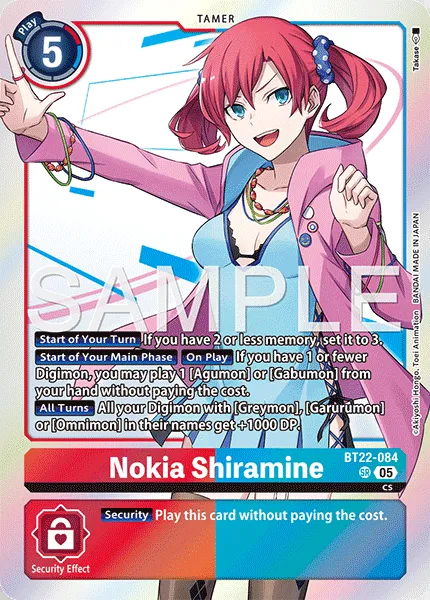 TAMER
Play
5
Takase
SAMPLE
Start of Your Turn If you have 2 or less memory, set it to 3.
Start of Your Main Phase On Play If you have 1 or fewer
Digimon, you may play 1 [Agumon] or [Gabumon] from
your hand without paying the cost.
All Turns All your Digimon with [Greymon], [Garurumon]
or [Omnimon] in their names get +1000 DP.
©Akiyoshi Hongo, Toei Animation BANDAI MADE IN JAPAN
Nokia Shiramine
BT22-084
SR 05
CS
Security Play this card without paying the cost.
Security Effect